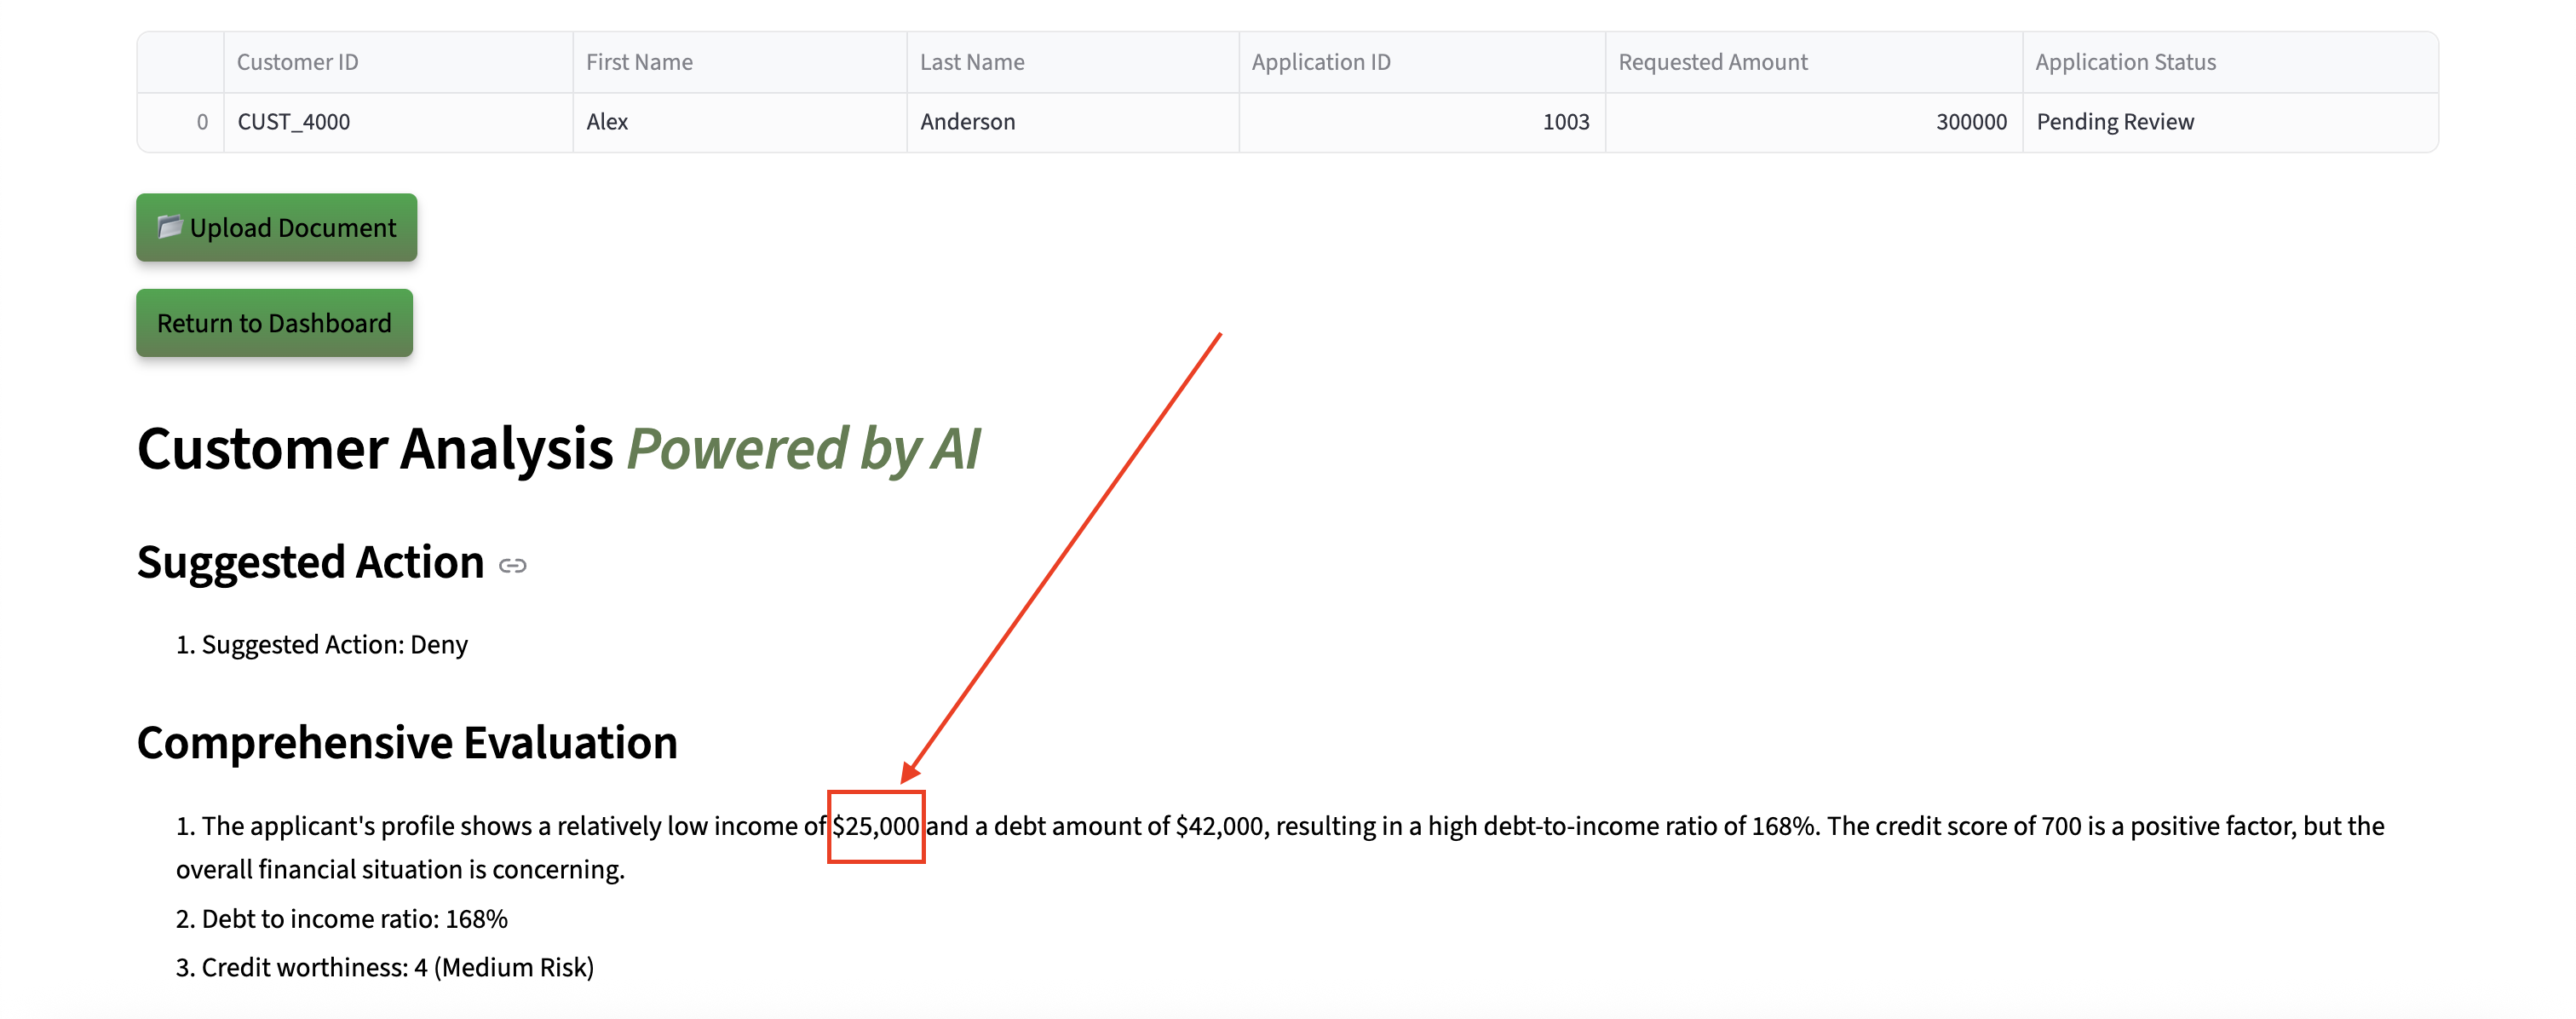 Customer ID First Name Last Name Application ID Requested Amount Application Status
0 CUST_4000 Alex Anderson 1003 300000 Pending Review
Upload Document
Return to Dashboard
Customer Analysis Powered by AI
Suggested Action
1. Suggested Action: Deny
Comprehensive Evaluation
1. The applicant's profile shows a relatively low income of $25,000 and a debt amount of $42,000, resulting in a high debt-to-income ratio of 168%. The credit score of 700 is a positive factor, but the
overall financial situation is concerning.
2. Debt to income ratio: 168%
3. Credit worthiness: 4 (Medium Risk)